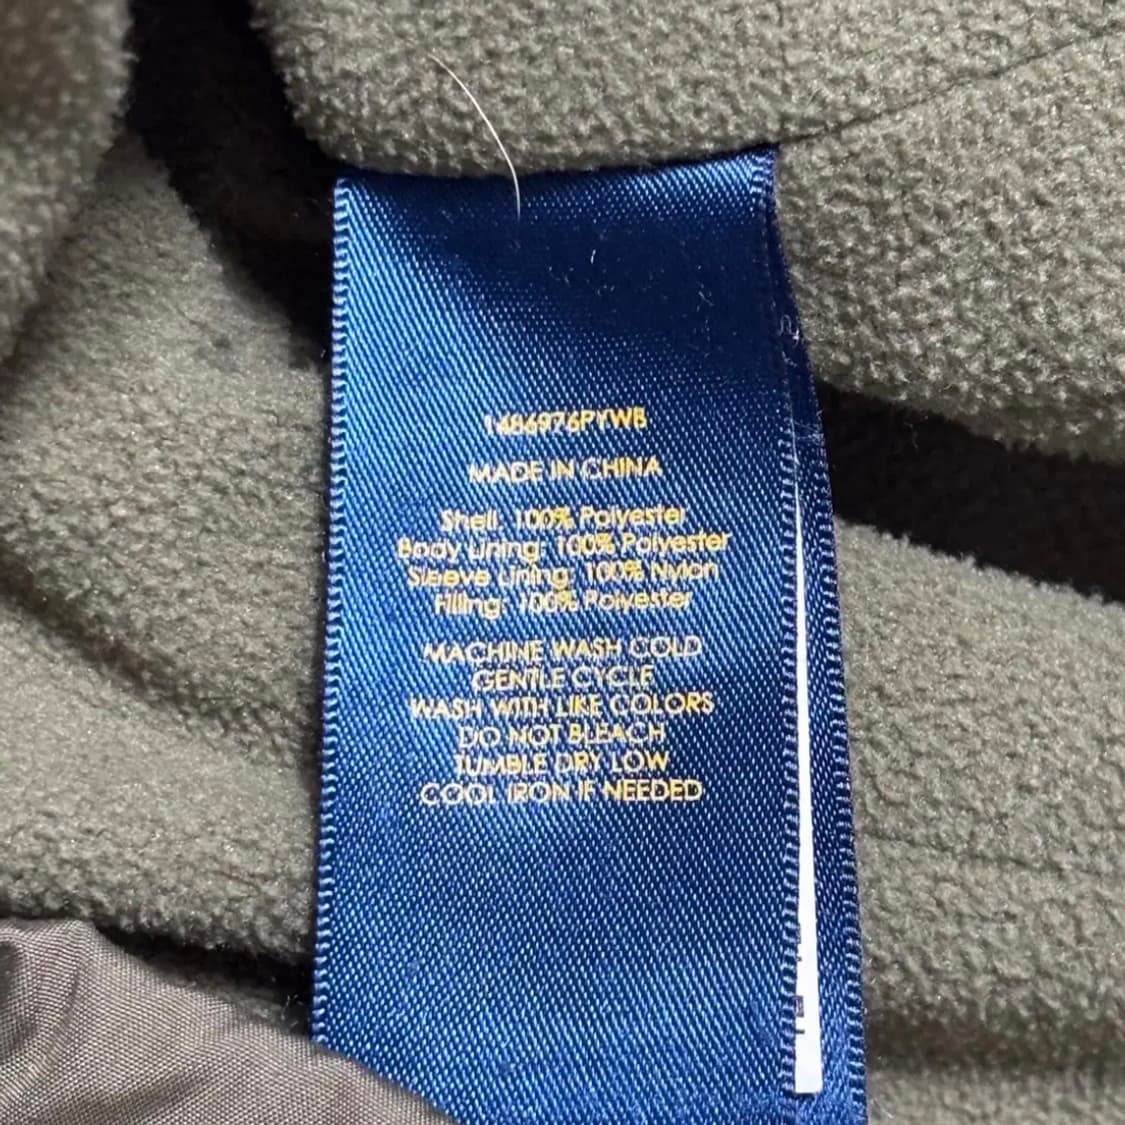 1486976PYWB
MADE IN CHINA
Shell: 100% Polyester
Body Lining: 100% Polyester
Sleeve Lining: 100% Nylon
Filling: 100% Polyester
MACHINE WASH COLD
GENTLE CYCLE
WASH WITH LIKE COLORS
DO NOT BLEACH
TUMBLE DRY LOW
COOL IRON IF NEEDED